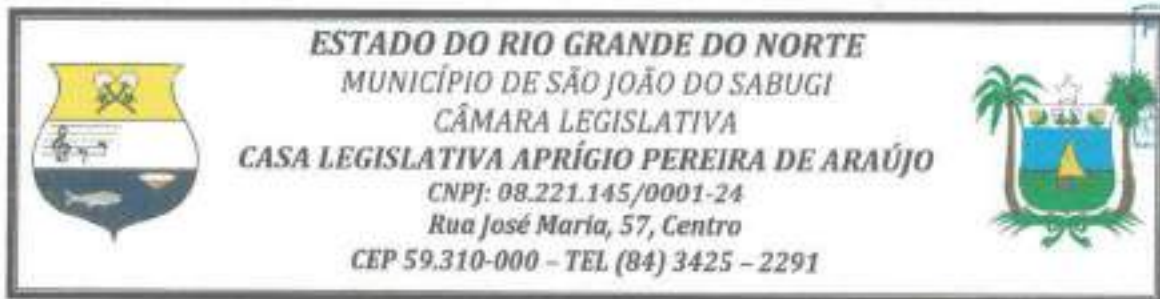 ESTADO DO RIO GRANDE DO NORTE
MUNICÍPIO DE SÃO JOÃO DO SABUGI
CÂMARA LEGISLATIVA
CASA LEGISLATIVA APRÍGIO PEREIRA DE ARAÚJO
CNPJ: 08.221.145/0001-24
Rua José Maria, 57, Centro
CEP 59.310-000 – TEL (84) 3425 – 2291